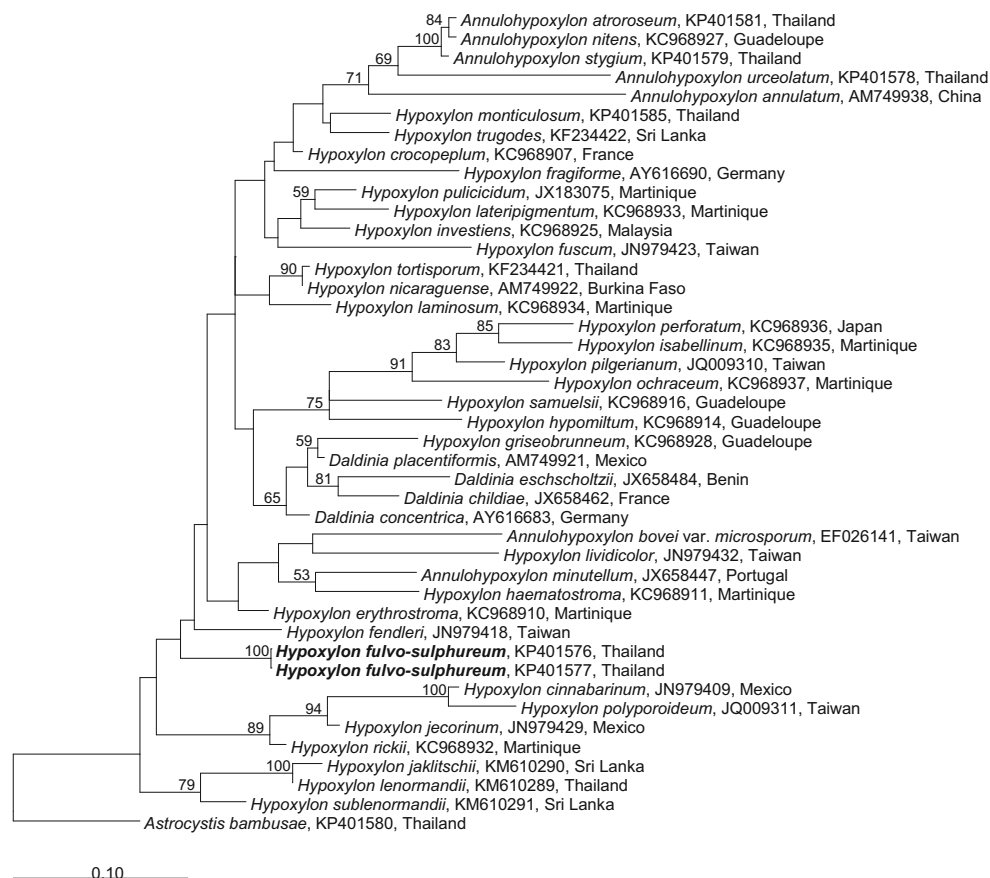 84 Annulohypoxylon atroroseum, KP401581, Thailand
100 Annulohypoxylon nitens, KC968927, Guadeloupe
Annulohypoxylon stygium, KP401579, Thailand
69
Annulohypoxylon urceolatum, KP401578, Thailand
71
Annulohypoxylon annulatum, AM749938, China
Hypoxylon monticulosum, KP401585, Thailand
Hypoxylon trugodes, KF234422, Sri Lanka
Hypoxylon crocopeplum, KC968907, France
Hypoxylon fragiforme, AY616690, Germany
59 Hypoxylon pulicicidum, JX183075, Martinique
Hypoxylon lateripigmentum, KC968933, Martinique
Hypoxylon investiens, KC968925, Malaysia
Hypoxylon fuscum, JN979423, Taiwan
90 Hypoxylon tortisporum, KF234421, Thailand
Hypoxylon nicaraguense, AM749922, Burkina Faso
Hypoxylon laminosum, KC968934, Martinique
85 Hypoxylon perforatum, KC968936, Japan
83 Hypoxylon isabellinum, KC968935, Martinique
91 Hypoxylon pilgerianum, JQ009310, Taiwan
Hypoxylon ochraceum, KC968937, Martinique
75 Hypoxylon samuelsii, KC968916, Guadeloupe
Hypoxylon hypomiltum, KC968914, Guadeloupe
59 Hypoxylon griseobrunneum, KC968928, Guadeloupe
Daldinia placentiformis, AM749921, Mexico
81 Daldinia eschscholtzii, JX658484, Benin
65 Daldinia childiae, JX658462, France
Daldinia concentrica, AY616683, Germany
Annulohypoxylon bovei var. microsporum, EF026141, Taiwan
Hypoxylon lividicolor, JN979432, Taiwan
53 Annulohypoxylon minutellum, JX658447, Portugal
Hypoxylon haematostroma, KC968911, Martinique
Hypoxylon erythrostroma, KC968910, Martinique
Hypoxylon fendleri, JN979418, Taiwan
100 Hypoxylon fulvo-sulphureum, KP401576, Thailand
Hypoxylon fulvo-sulphureum, KP401577, Thailand
100 Hypoxylon cinnabarinum, JN979409, Mexico
94 Hypoxylon polyporoideum, JQ009311, Taiwan
89 Hypoxylon jecorinum, JN979429, Mexico
Hypoxylon rickii, KC968932, Martinique
100 Hypoxylon jaklitschii, KM610290, Sri Lanka
79 Hypoxylon lenormandii, KM610289, Thailand
Hypoxylon sublenormandii, KM610291, Sri Lanka
Astrocystis bambusae, KP401580, Thailand
0.10